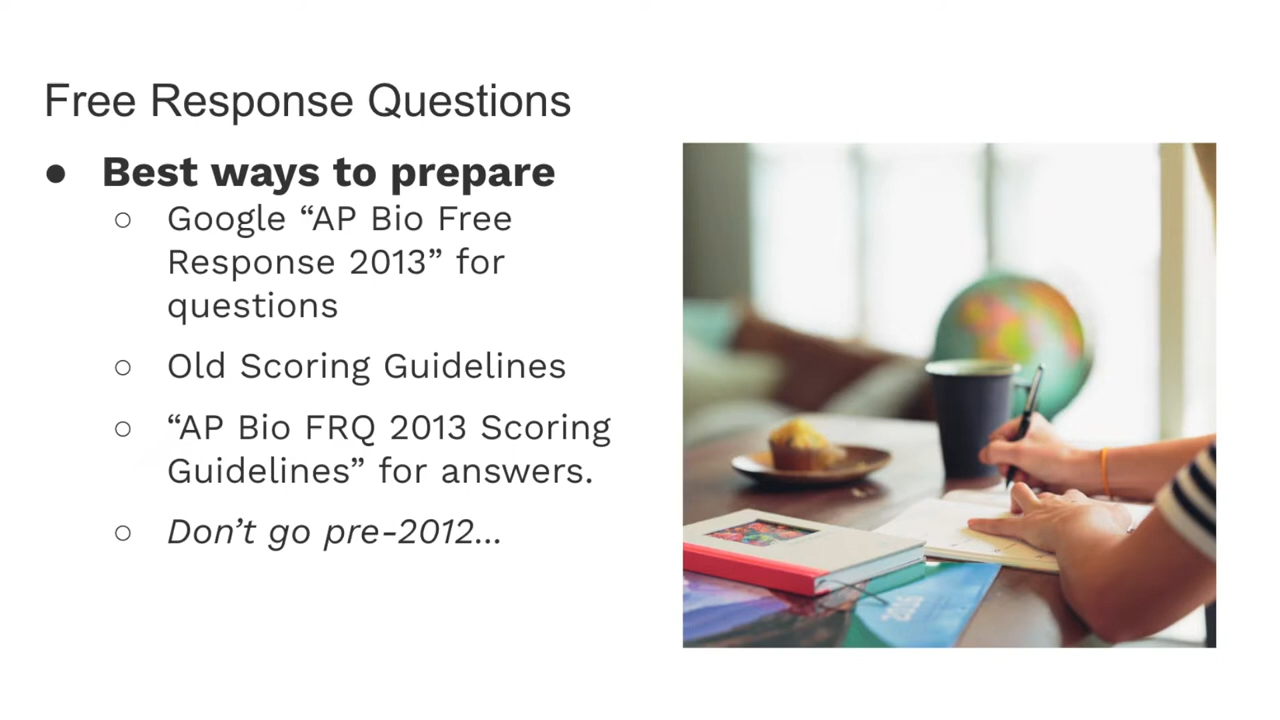 Free Response Questions
● Best ways to prepare
○ Google “AP Bio Free
Response 2013” for
questions
○ Old Scoring Guidelines
○ “AP Bio FRQ 2013 Scoring
Guidelines” for answers.
○ Don’t go pre-2012...